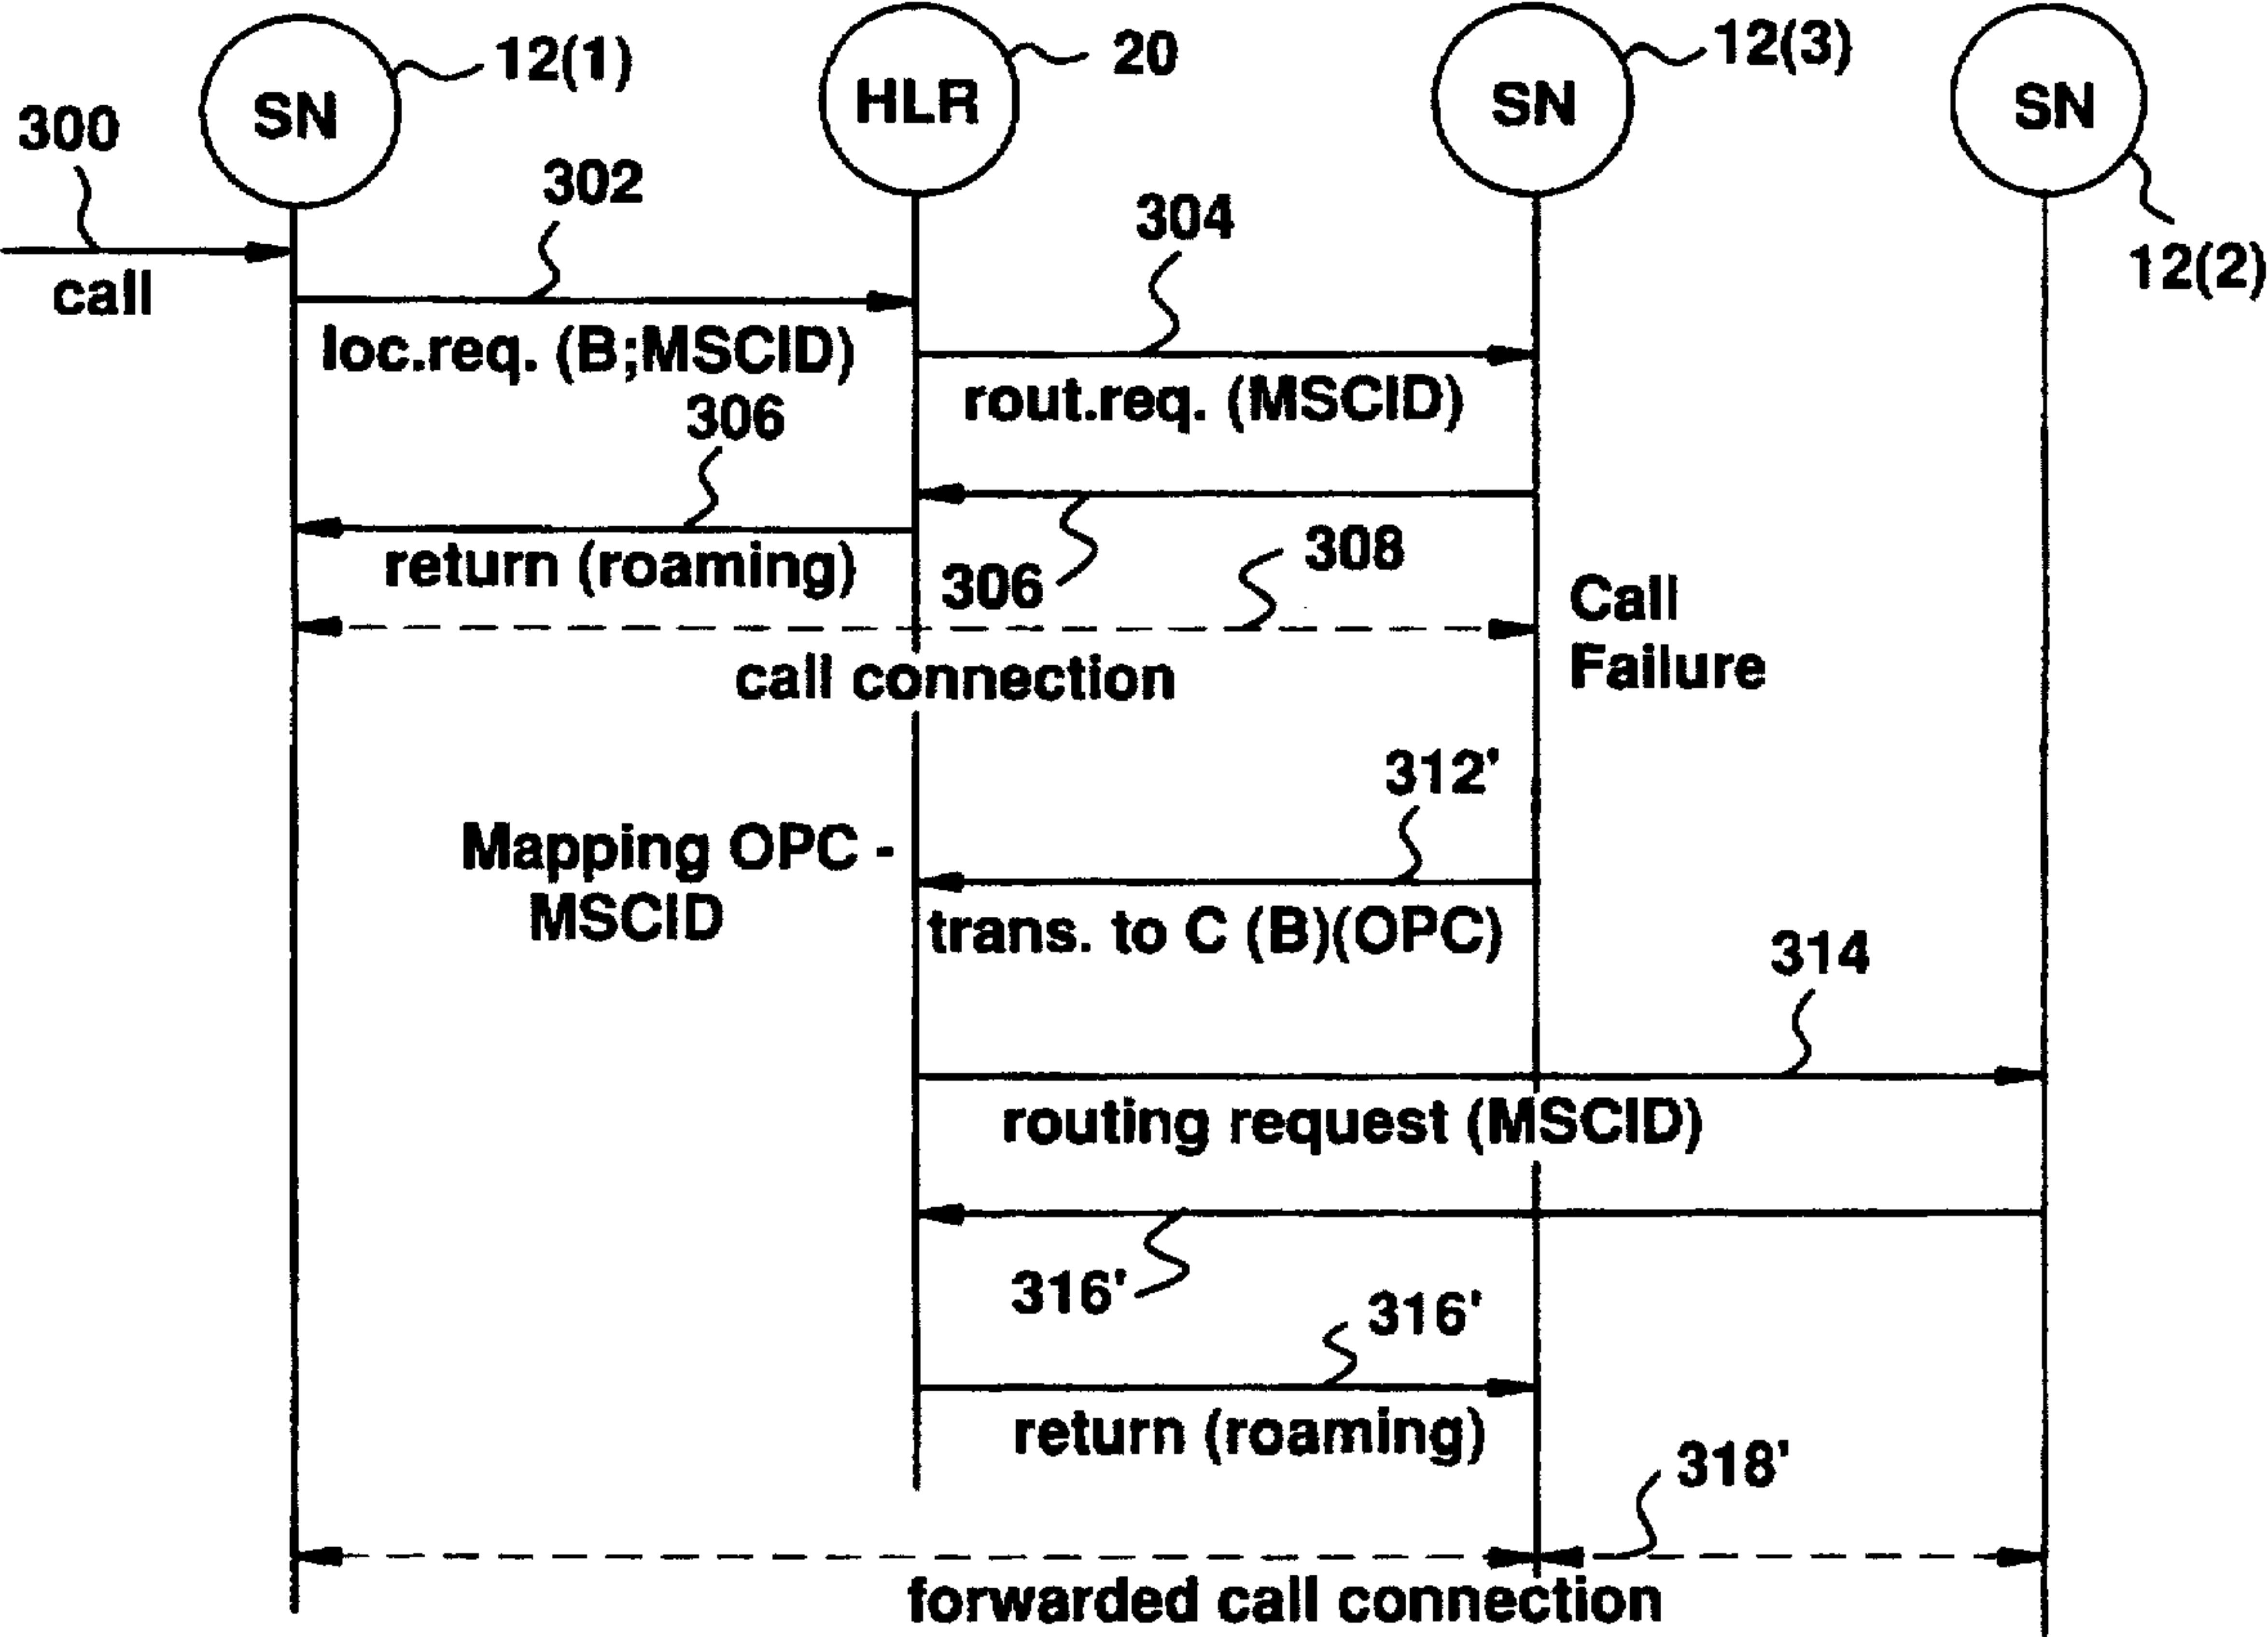 SN
12(1)
HLR
20
SN
12(3)
SN
12(2)
300
call
302
loc.req. (B;MSCID)
304
rout.req. (MSCID)
306
return (roaming)
306
308
call connection
Call
Failure
312'
Mapping OPC -
MSCID
trans. to C (B)(OPC)
314
routing request (MSCID)
316'
316'
return (roaming)
318'
forwarded call connection